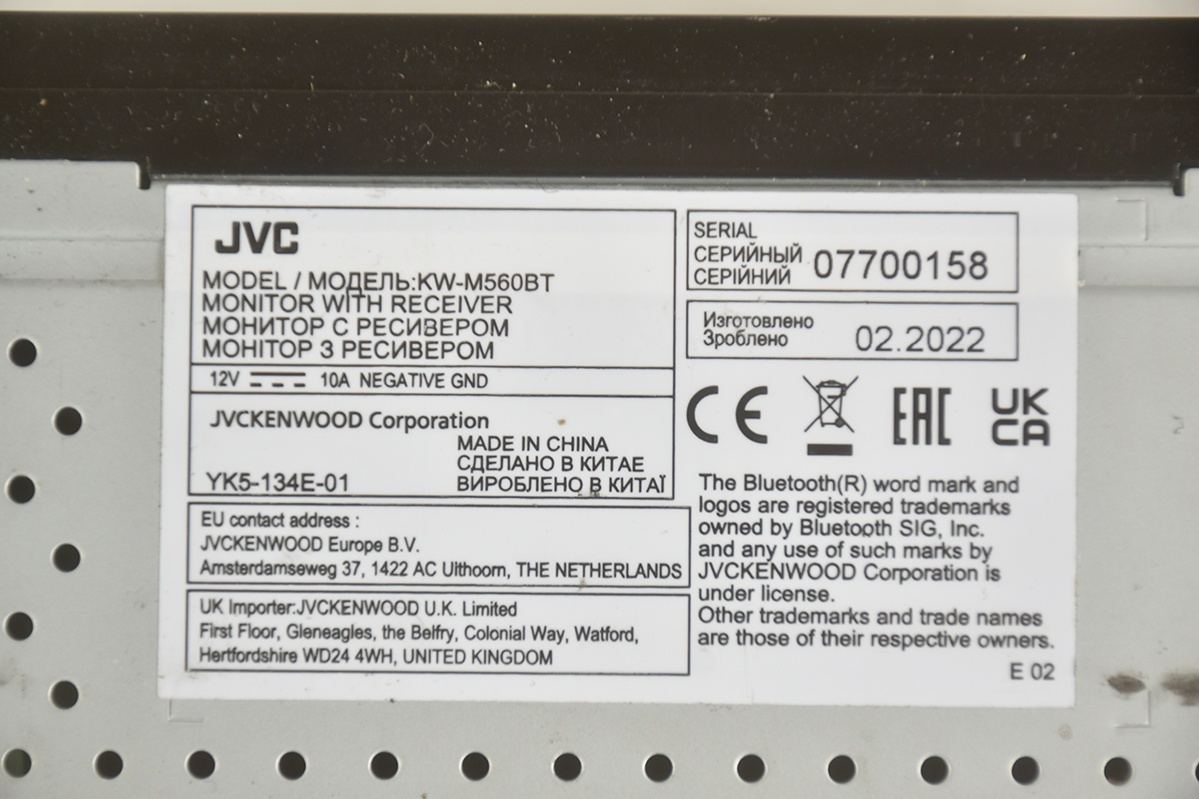 JVC
MODEL / МОДЕЛЬ:KW-M560BT
MONITOR WITH RECEIVER
МОНИТОР С РЕСИВЕРОМ
МОНІТОР З РЕСИВЕРОМ
12V 10A NEGATIVE GND
JVCKENWOOD Corporation
MADE IN CHINA
СДЕЛАНО В КИТАЕ
YK5-134E-01 ВИРОБЛЕНО В КИТАЇ
EU contact address :
JVCKENWOOD Europe B.V.
Amsterdamseweg 37, 1422 AC Uithoorn, THE NETHERLANDS
UK Importer:JVCKENWOOD U.K. Limited
First Floor, Gleneagles, the Belfry, Colonial Way, Watford,
Hertfordshire WD24 4WH, UNITED KINGDOM
SERIAL
СЕРИЙНЫЙ
СЕРІЙНИЙ
07700158
Изготовлено
Зроблено
02.2022
CE EAC UK
CA
The Bluetooth(R) word mark and
logos are registered trademarks
owned by Bluetooth SIG, Inc.
and any use of such marks by
JVCKENWOOD Corporation is
under license.
Other trademarks and trade names
are those of their respective owners.
E 02